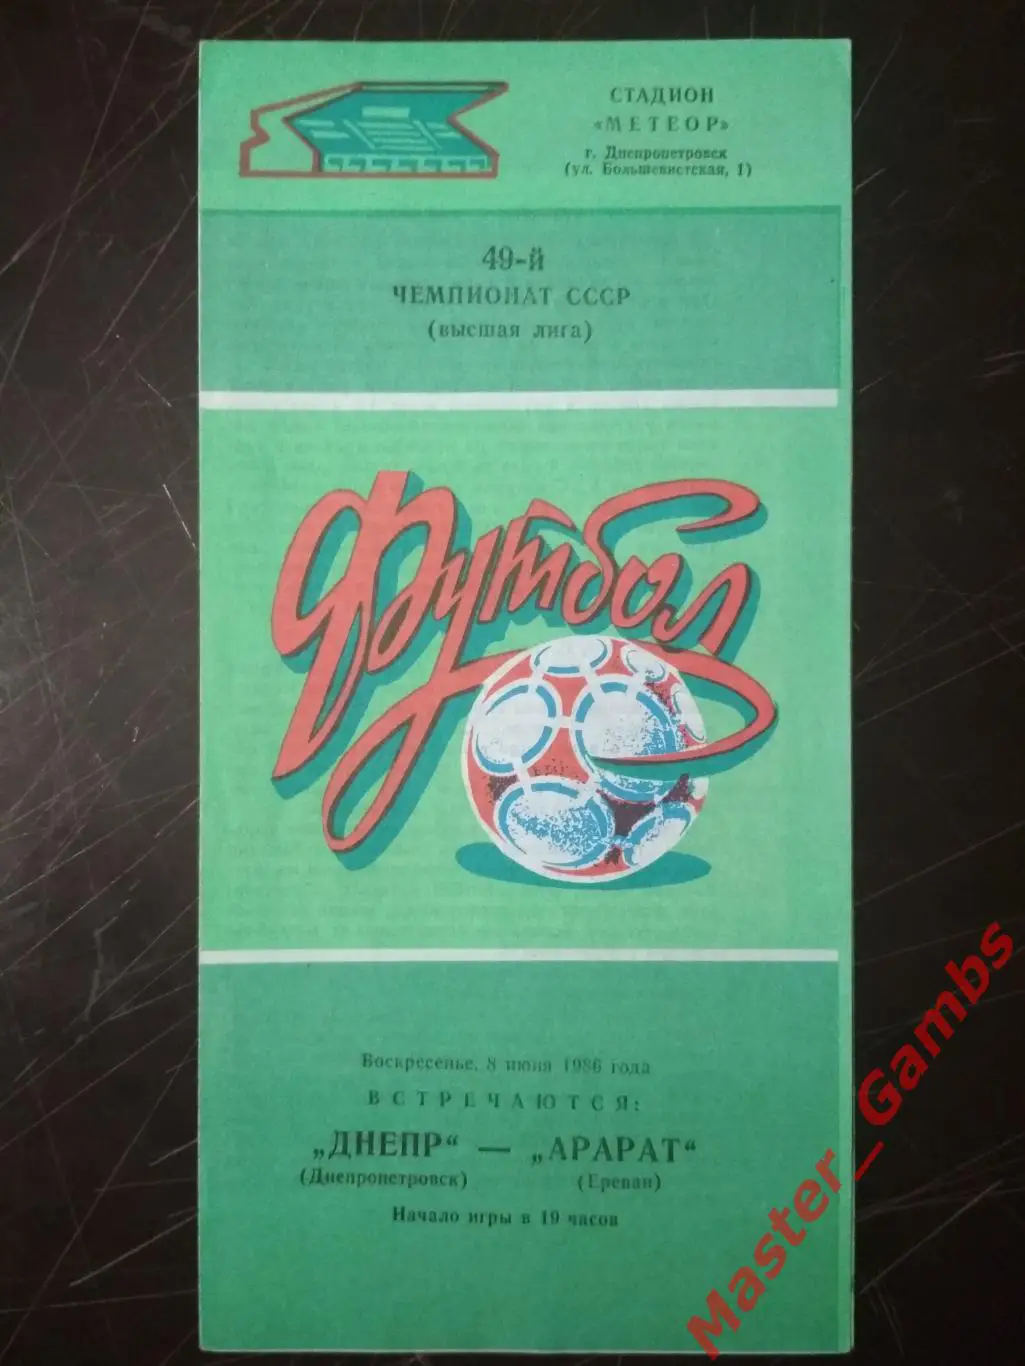 СТАДИОН
«МЕТЕОР»
г. Днепропетровск
(ул. Большевистская, 1)
49-й
ЧЕМПИОНАТ СССР
(высшая лига)
Футбол
Воскресенье, 8 июня 1986 года
ВСТРЕЧАЮТСЯ:
„ДНЕПР“ — „АРАРАТ“
(Днепропетровск) (Ереван)
Начало игры в 19 часов
Master_Gambs